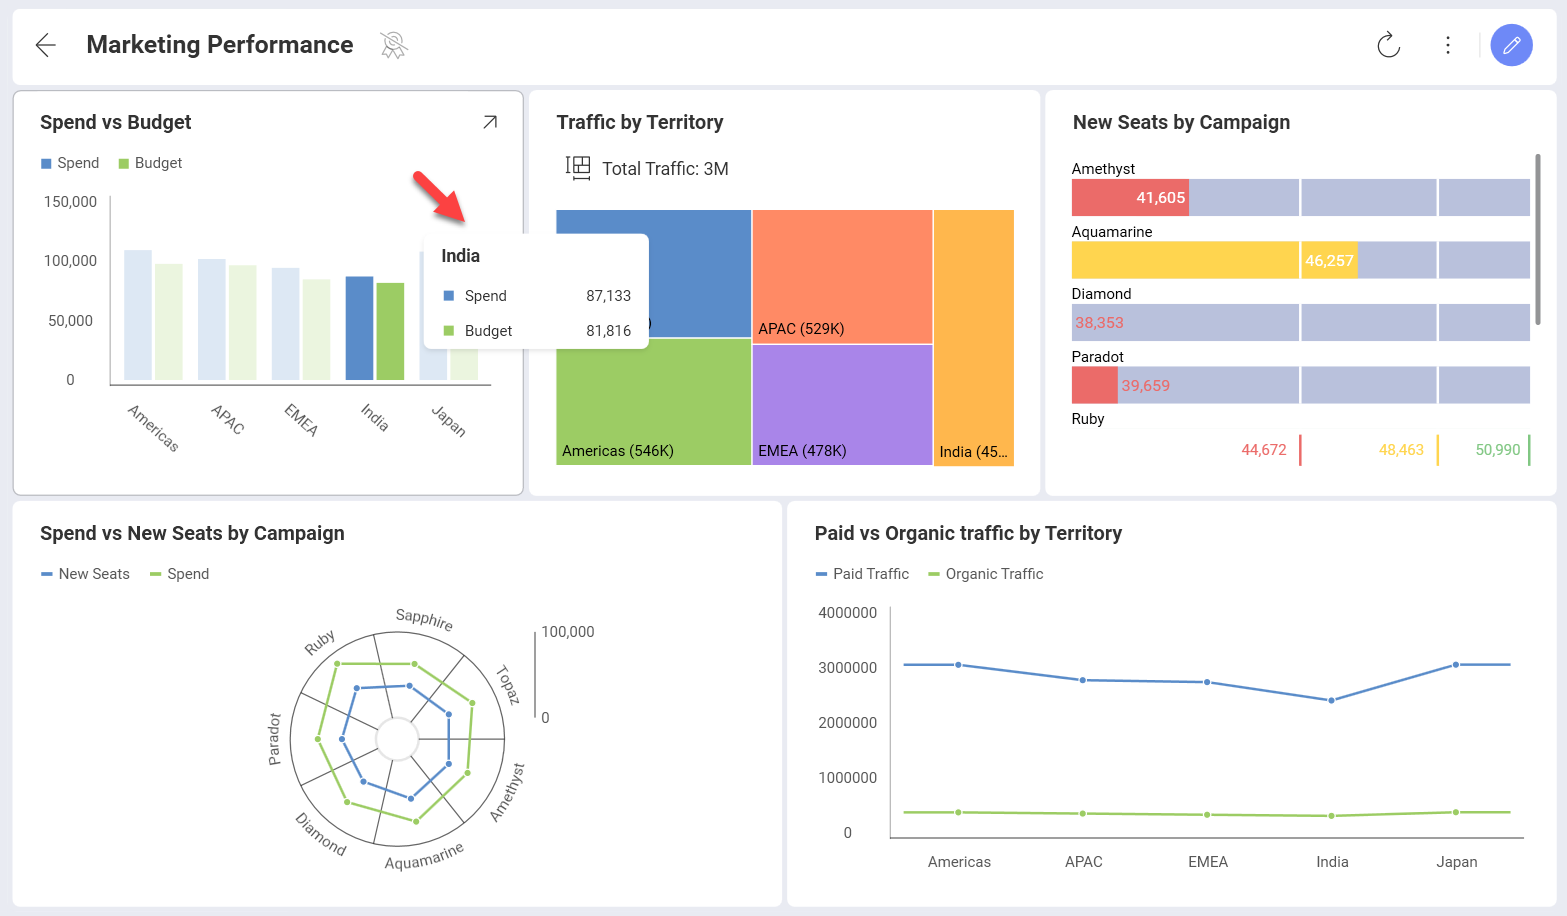 Marketing Performance
Spend vs Budget
Spend
Budget
150,000
100,000
50,000
0
Americas
APAC
EMEA
India
Japan
India
Spend 87,133
Budget 81,816
Traffic by Territory
Total Traffic: 3M
)
APAC (529K)
Americas (546K)
EMEA (478K)
India (45...
New Seats by Campaign
Amethyst
41,605
Aquamarine
46,257
Diamond
38,353
Paradot
39,659
Ruby
44,672
48,463
50,990
Spend vs New Seats by Campaign
New Seats
Spend
Sapphire
Topaz
Amethyst
Aquamarine
Diamond
Paradot
Ruby
100,000
0
Paid vs Organic traffic by Territory
Paid Traffic
Organic Traffic
4000000
3000000
2000000
1000000
0
Americas
APAC
EMEA
India
Japan